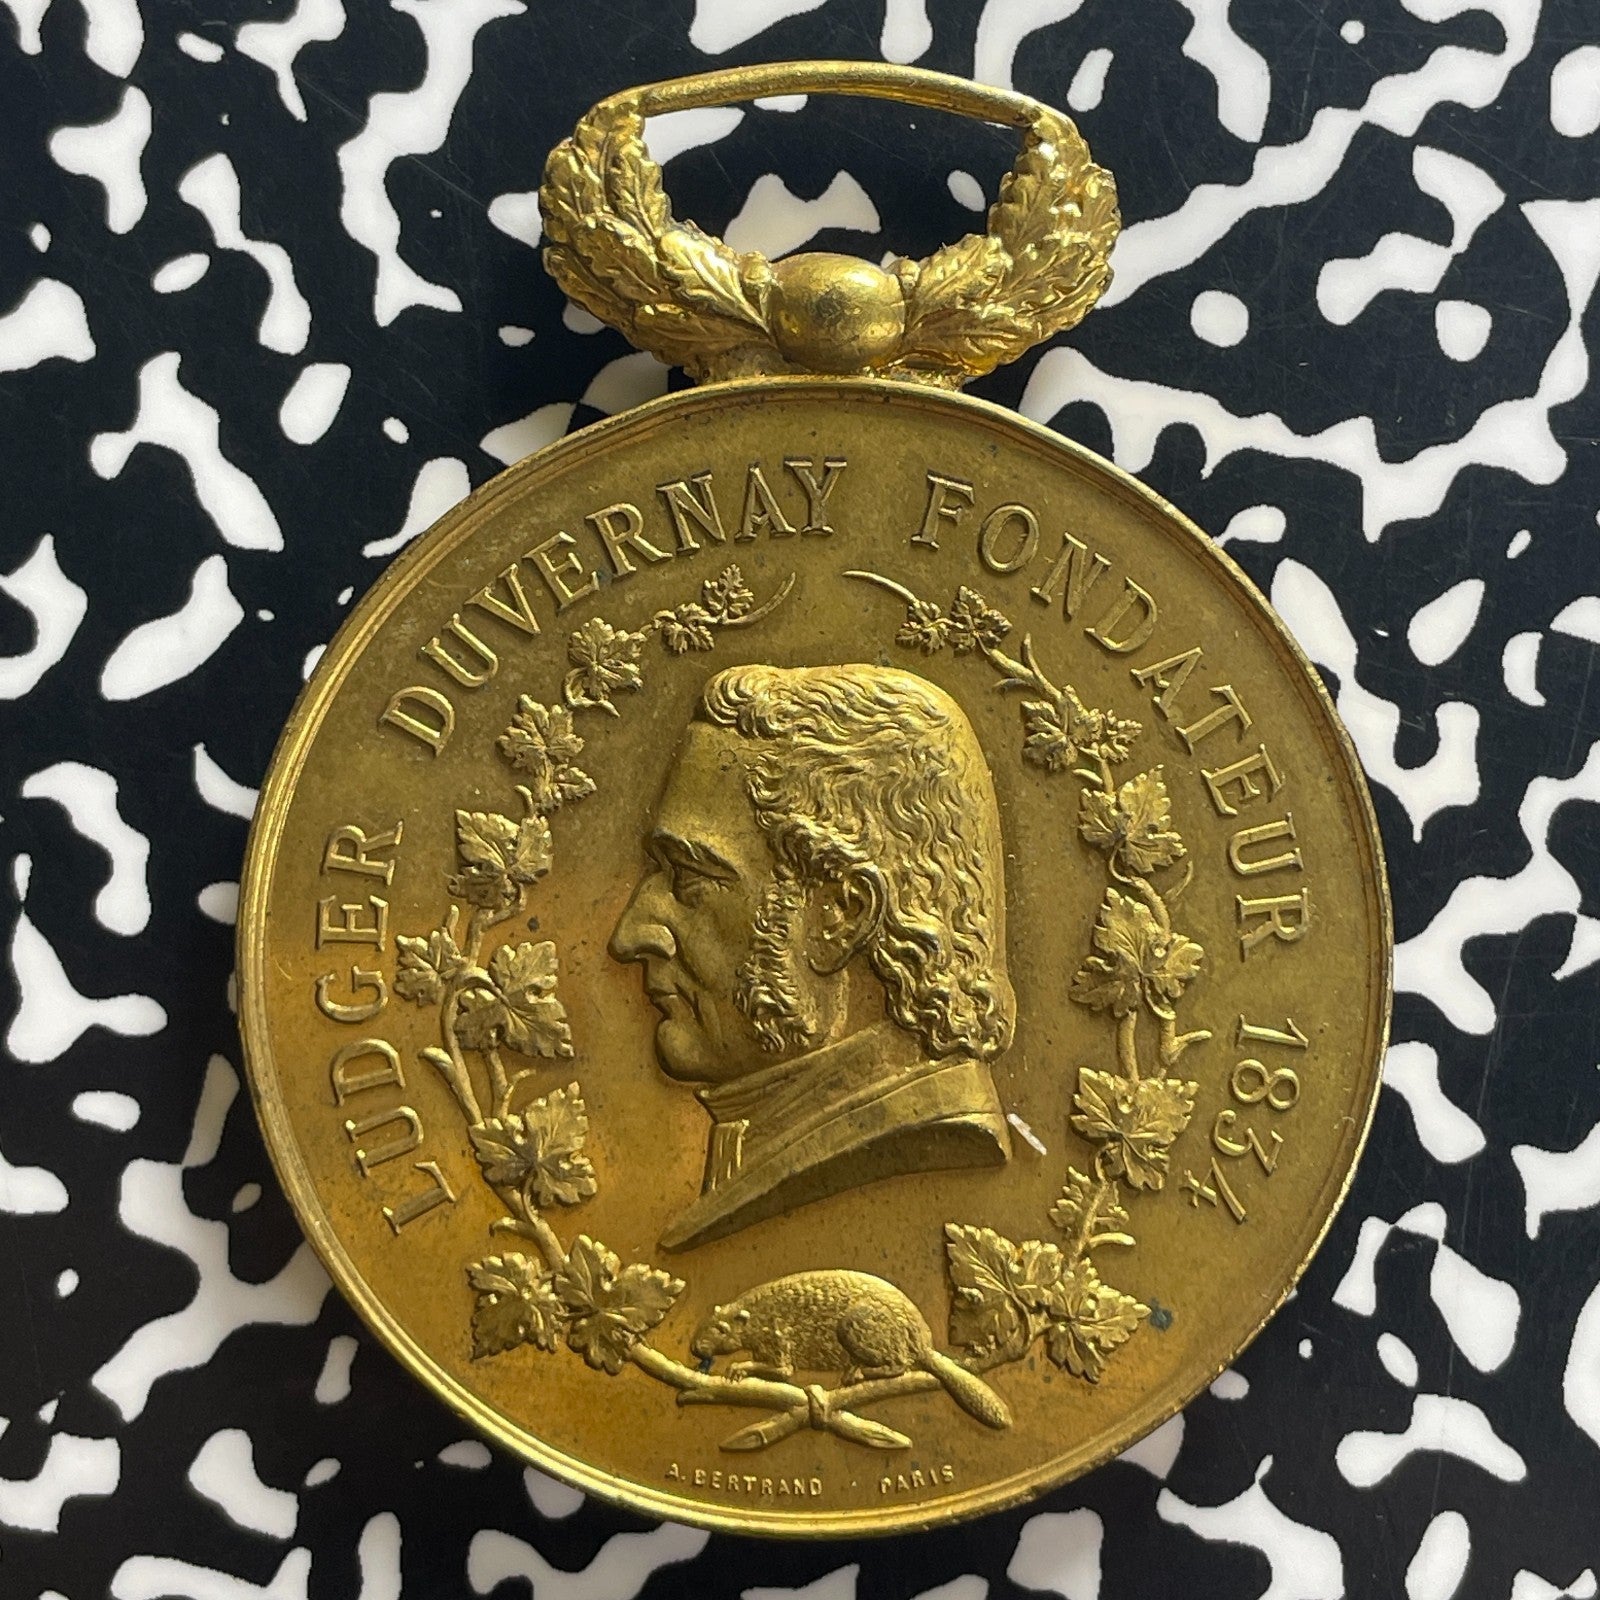 LUDGER DUVERNAY FONDATEUR 1834
A. BERTRAND · PARIS